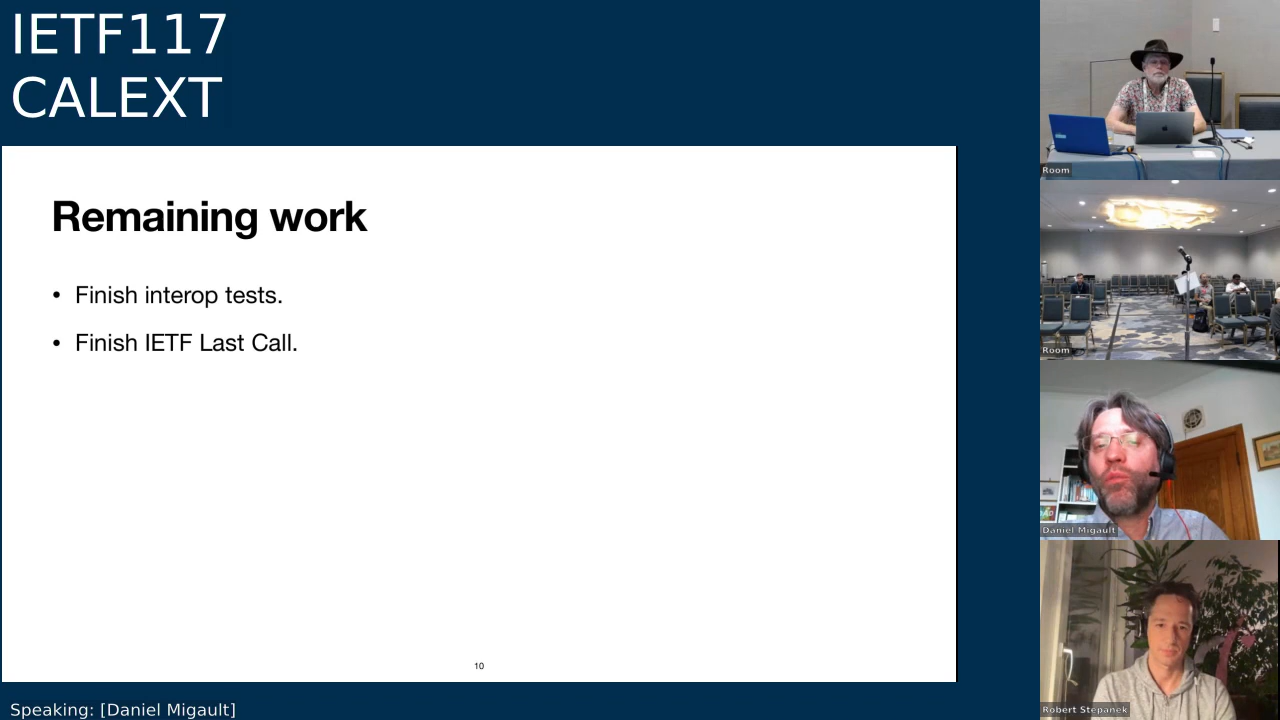 IETF117
CALEXT
Remaining work
• Finish interop tests.
• Finish IETF Last Call.
10
Speaking: [Daniel Migault]
Room
Room
Daniel Migault
Robert Stepanek